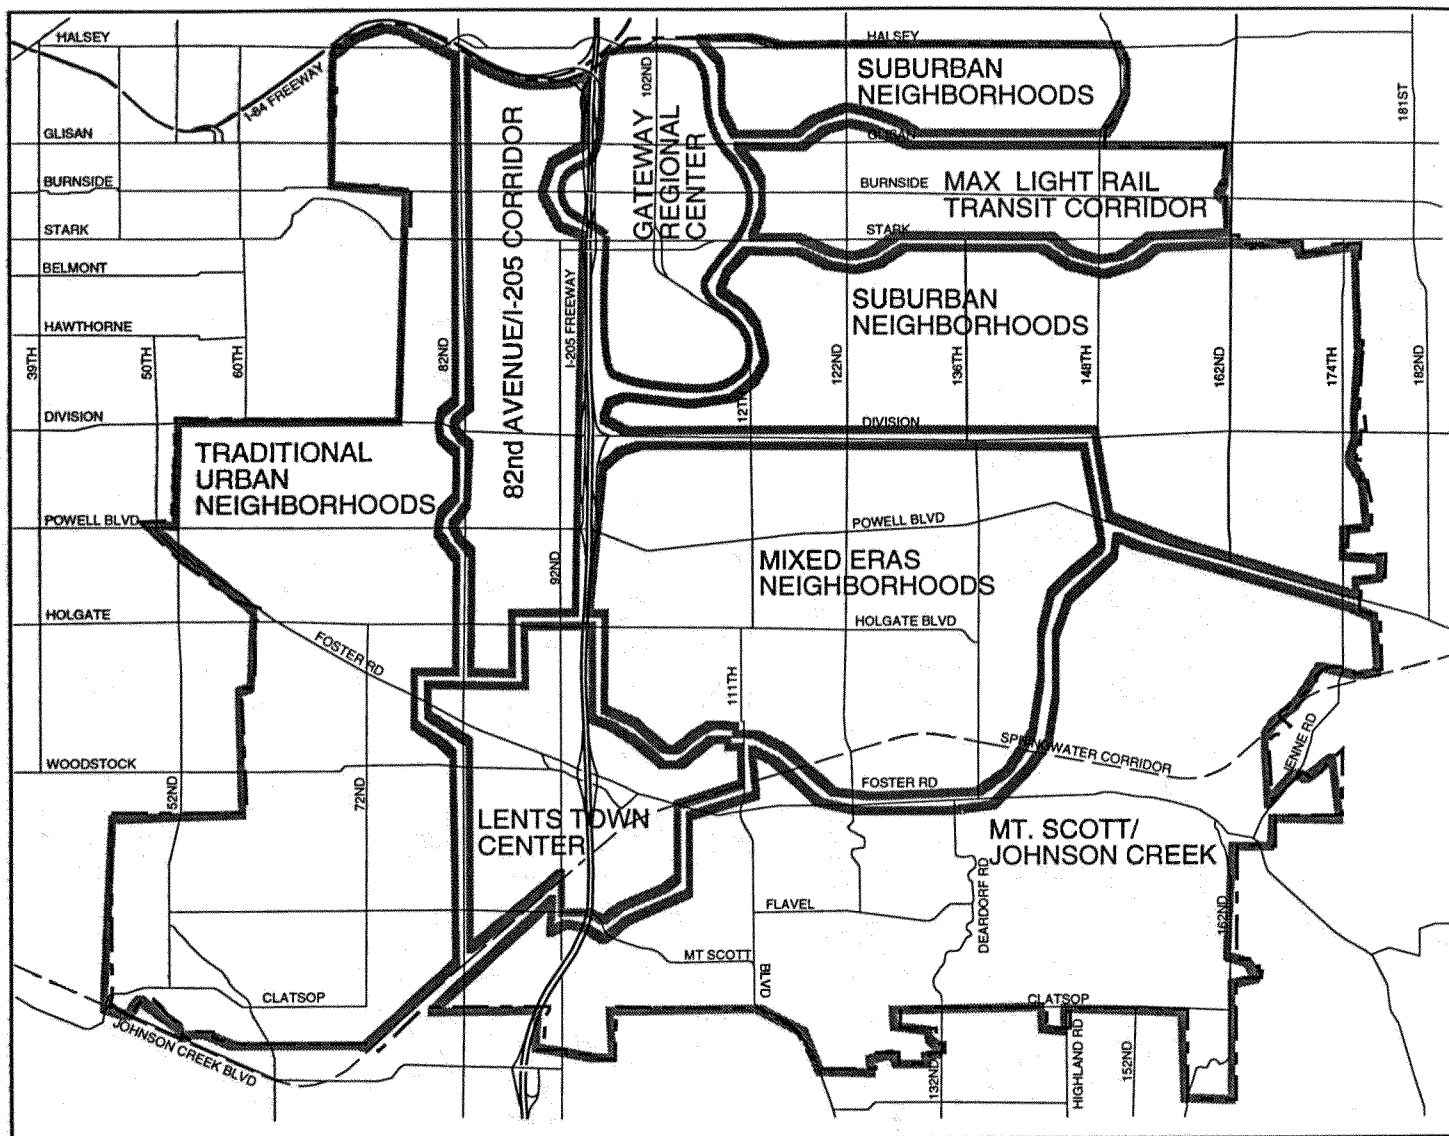 HALSEY
HALSEY
I-84 FREEWAY
102ND
SUBURBAN
NEIGHBORHOODS
181ST
GLISAN
GLISAN
82nd AVENUE/I-205 CORRIDOR
GATEWAY
REGIONAL
CENTER
BURNSIDE
BURNSIDE
MAX LIGHT RAIL
TRANSIT CORRIDOR
STARK
STARK
BELMONT
SUBURBAN
NEIGHBORHOODS
HAWTHORNE
39TH
50TH
60TH
82ND
I-205 FREEWAY
12TH
122ND
136TH
148TH
162ND
174TH
182ND
DIVISION
DIVISION
TRADITIONAL
URBAN
NEIGHBORHOODS
POWELL BLVD
POWELL BLVD
92ND
MIXED ERAS
NEIGHBORHOODS
HOLGATE
HOLGATE BLVD
FOSTER RD
111TH
SPRINGWATER CORRIDOR
JENNE RD
WOODSTOCK
FOSTER RD
52ND
72ND
LENTS TOWN
CENTER
MT. SCOTT/
JOHNSON CREEK
FLAVEL
DEARDORF RD
162ND
MT SCOTT
BLVD
CLATSOP
CLATSOP
JOHNSON CREEK BLVD
132ND
HIGHLAND RD
152ND